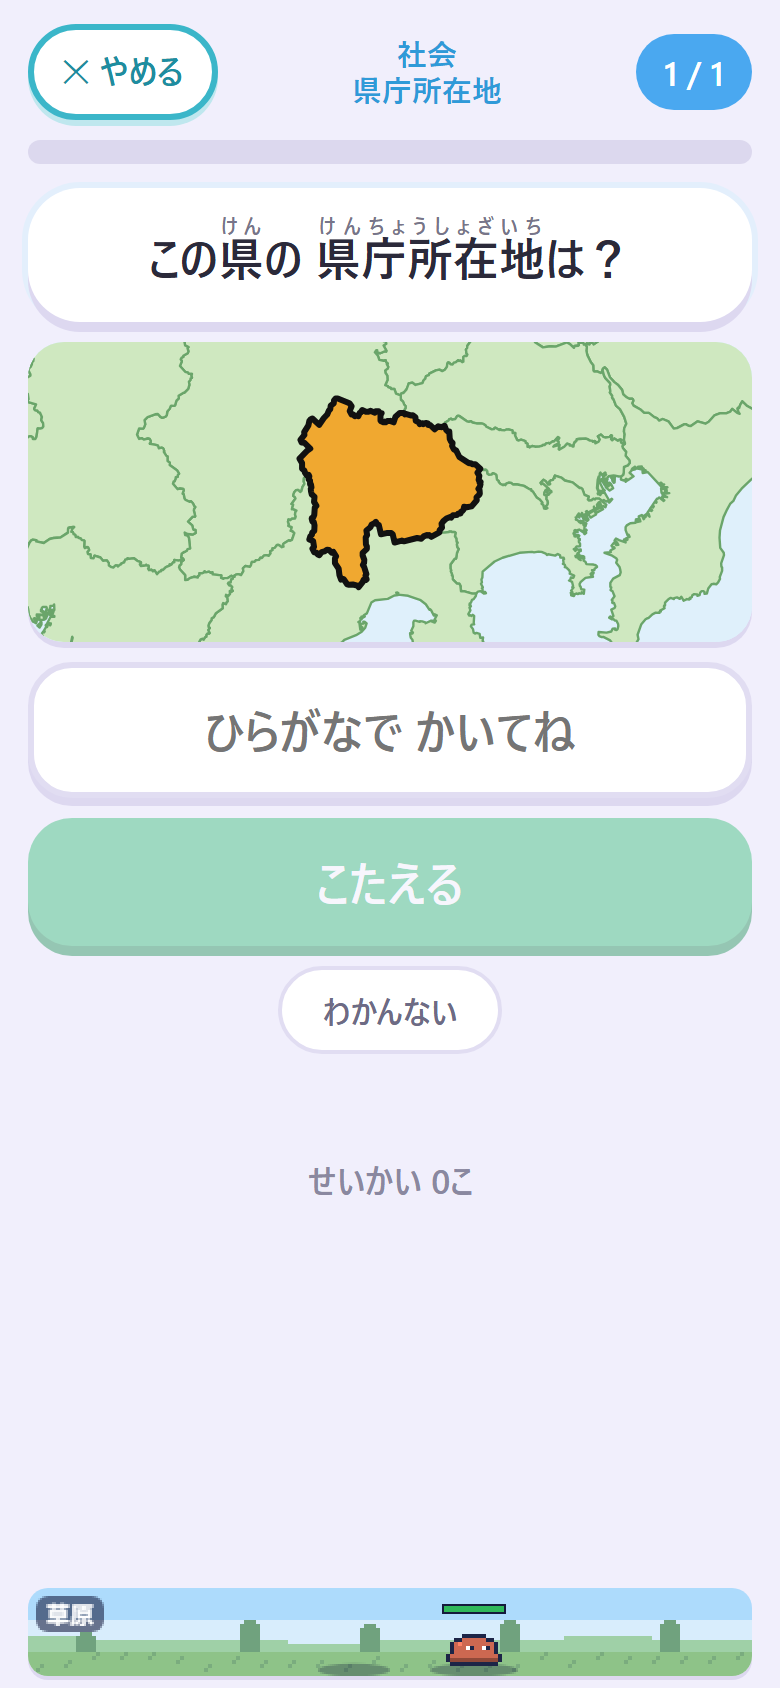 × やめる
社会
県庁所在地
1 / 1
けん けんちょうしょざいち
この県の 県庁所在地は？
ひらがなで かいてね
こたえる
わかんない
せいかい 0こ
草原